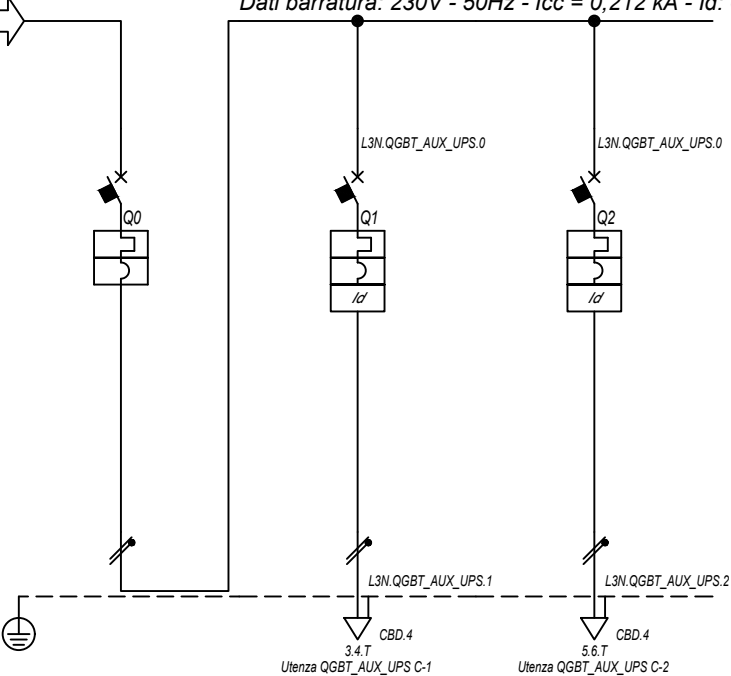 Dati barratura: 230V - 50Hz - Icc = 0,212 kA - Id:
L3N.QGBT_AUX_UPS.0
L3N.QGBT_AUX_UPS.0
Q0
Q1
Q2
Id
Id
L3N.QGBT_AUX_UPS.1
L3N.QGBT_AUX_UPS.2
CBD.4
CBD.4
3.4.T
5.6.T
Utenza QGBT_AUX_UPS C-1
Utenza QGBT_AUX_UPS C-2